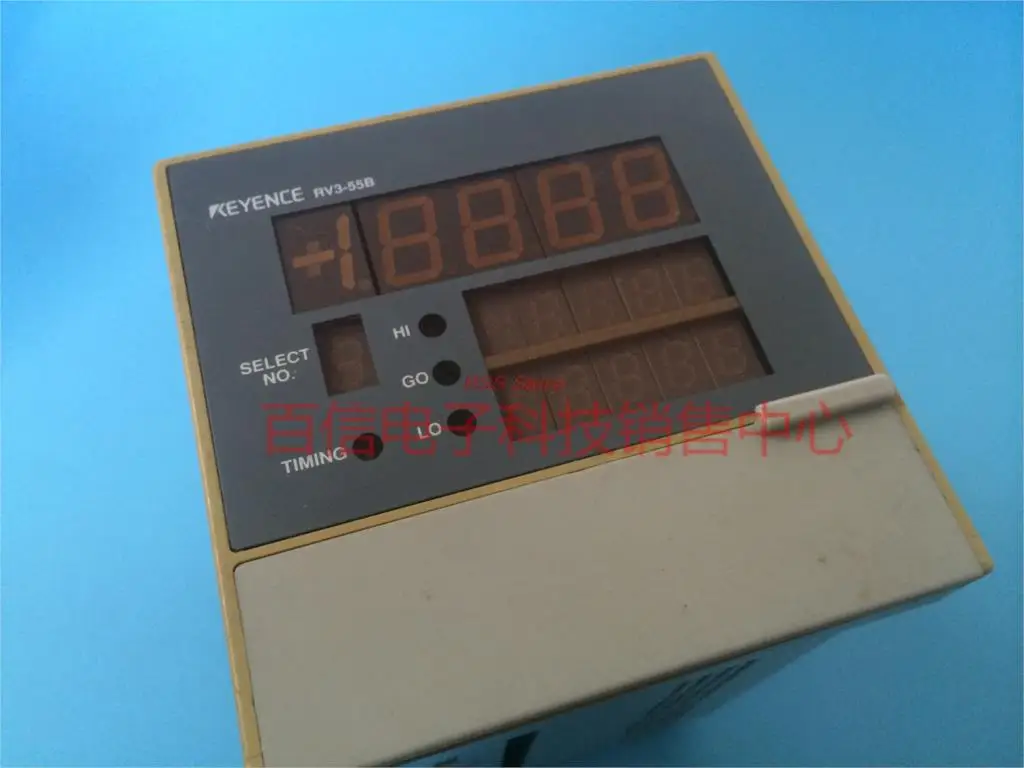 KEYENCE RV3-55B
+1.8888
SELECT NO.
8
HI
GO
LO
TIMING
百信电子科技销售中心